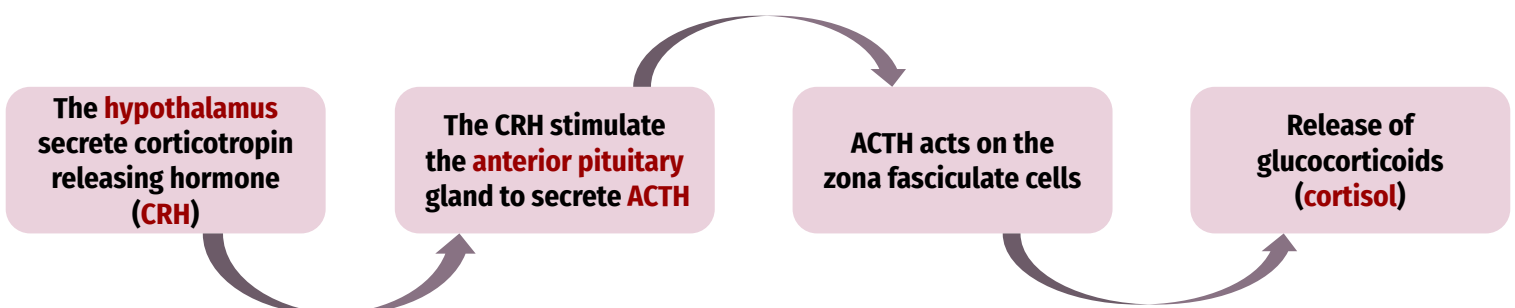 The hypothalamus
secrete corticotropin
releasing hormone
(CRH)
The CRH stimulate
the anterior pituitary
gland to secrete ACTH
ACTH acts on the
zona fasciculate cells
Release of
glucocorticoids
(cortisol)